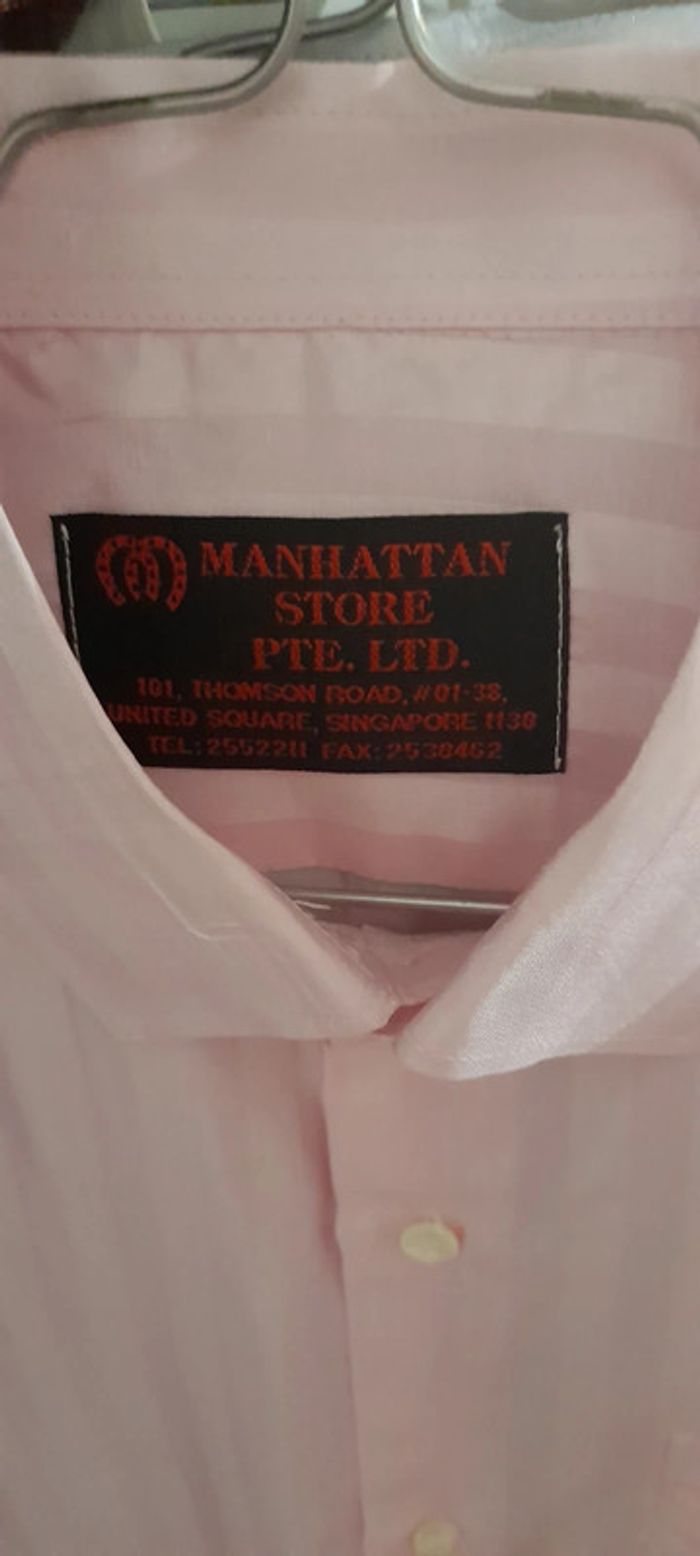 MANHATTAN
STORE
PTE. LTD.
101, THOMSON ROAD, #01-38,
UNITED SQUARE, SINGAPORE 1130
TEL: 2552211 FAX: 2538462